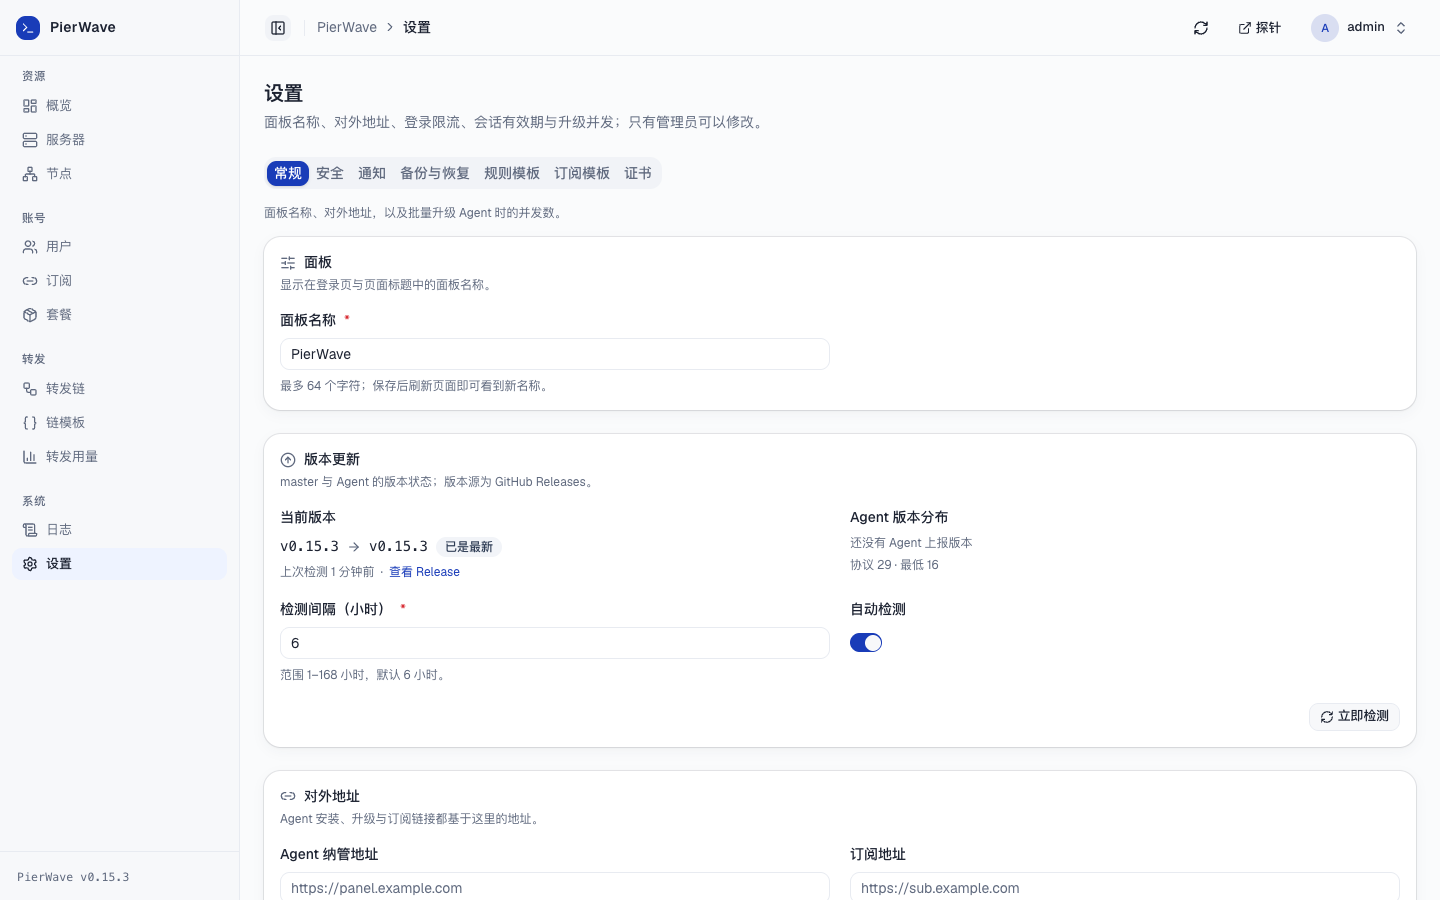 PierWave
PierWave > 设置
探针
A admin
资源
概览
服务器
节点
账号
用户
订阅
套餐
转发
转发链
链模板
转发用量
系统
日志
设置
PierWave v0.15.3
设置
面板名称、对外地址、登录限流、会话有效期与升级并发；只有管理员可以修改。
常规 安全 通知 备份与恢复 规则模板 订阅模板 证书
面板名称、对外地址，以及批量升级 Agent 时的并发数。
面板
显示在登录页与页面标题中的面板名称。
面板名称 *
PierWave
最多 64 个字符；保存后刷新页面即可看到新名称。
版本更新
master 与 Agent 的版本状态；版本源为 GitHub Releases。
当前版本
v0.15.3 → v0.15.3 已是最新
上次检测 1 分钟前 · 查看 Release
Agent 版本分布
还没有 Agent 上报版本
协议 29 · 最低 16
检测间隔（小时） *
6
范围 1–168 小时，默认 6 小时。
自动检测
立即检测
对外地址
Agent 安装、升级与订阅链接都基于这里的地址。
Agent 纳管地址
https://panel.example.com
订阅地址
https://sub.example.com